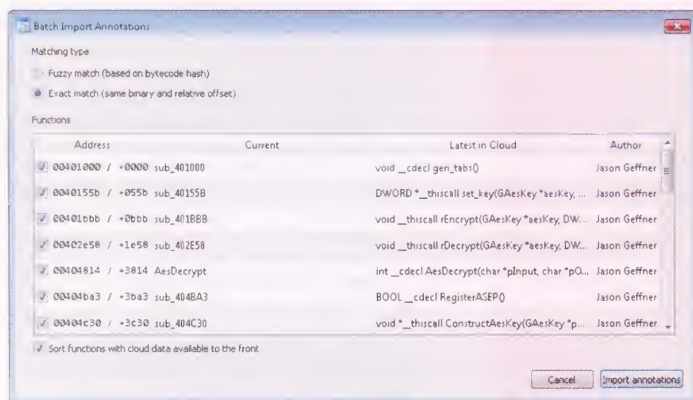 Batch Import Annotations
Matching type
Fuzzy match (based on bytecode hash)
Exact match (same binary and relative offset)
Functions
Address Current Latest in Cloud Author
00401000 / +0000 sub_401000 void __cdecl gen_tabs() Jason Geffner
0040155b / +055b sub_40155B DWORD *__thiscall set_key(GAesKey *aesKey, ... Jason Geffner
00401bbb / +0bbb sub_401BBB void __thiscall rEncrypt(GAesKey *aesKey, DW... Jason Geffner
00402e58 / +1e58 sub_402E58 void __thiscall rDecrypt(GAesKey *aesKey, DW... Jason Geffner
00404814 / +3814 AesDecrypt int __cdecl AesDecrypt(char *pInput, char *pO... Jason Geffner
00404ba3 / +3ba3 sub_404BA3 BOOL __cdecl RegisterASEP() Jason Geffner
00404c30 / +3c30 sub_404C30 void *__thiscall ConstructAesKey(GAesKey *p... Jason Geffner
Sort functions with cloud data available to the front
Cancel Import annotations